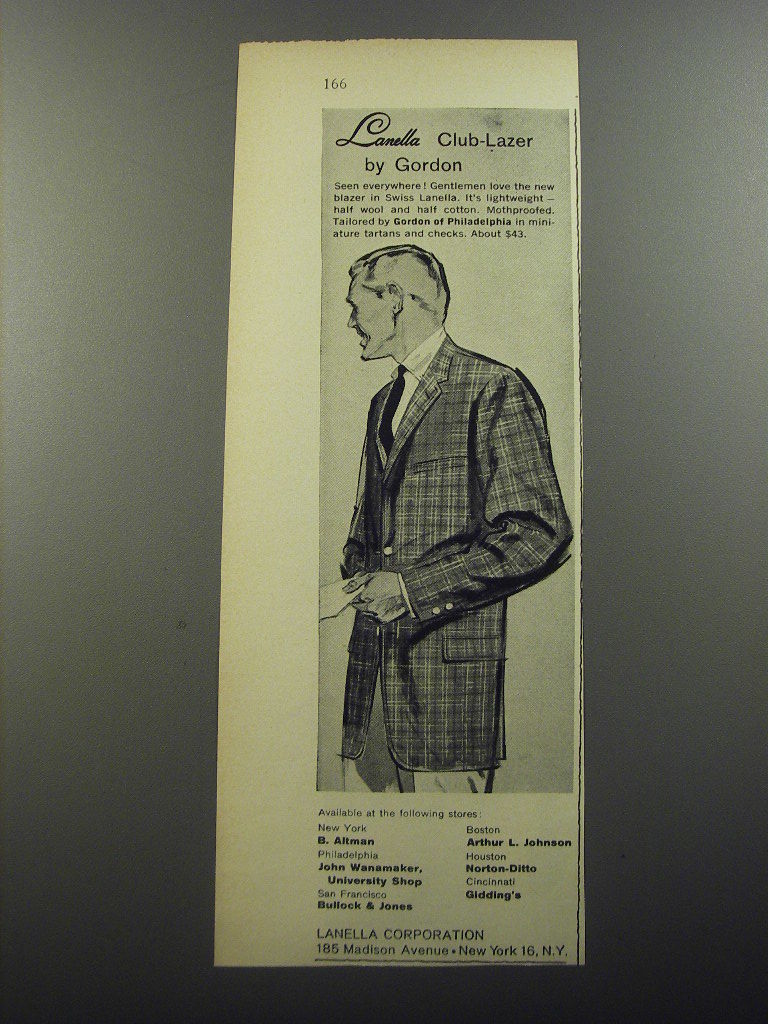 166
Lanella Club-Lazer
by Gordon
Seen everywhere! Gentlemen love the new
blazer in Swiss Lanella. It's lightweight —
half wool and half cotton. Mothproofed.
Tailored by Gordon of Philadelphia in mini-
ature tartans and checks. About $43.
Available at the following stores:
New York
B. Altman
Philadelphia
John Wanamaker,
University Shop
San Francisco
Bullock & Jones
Boston
Arthur L. Johnson
Houston
Norton-Ditto
Cincinnati
Gidding's
LANELLA CORPORATION
185 Madison Avenue • New York 16, N.Y.